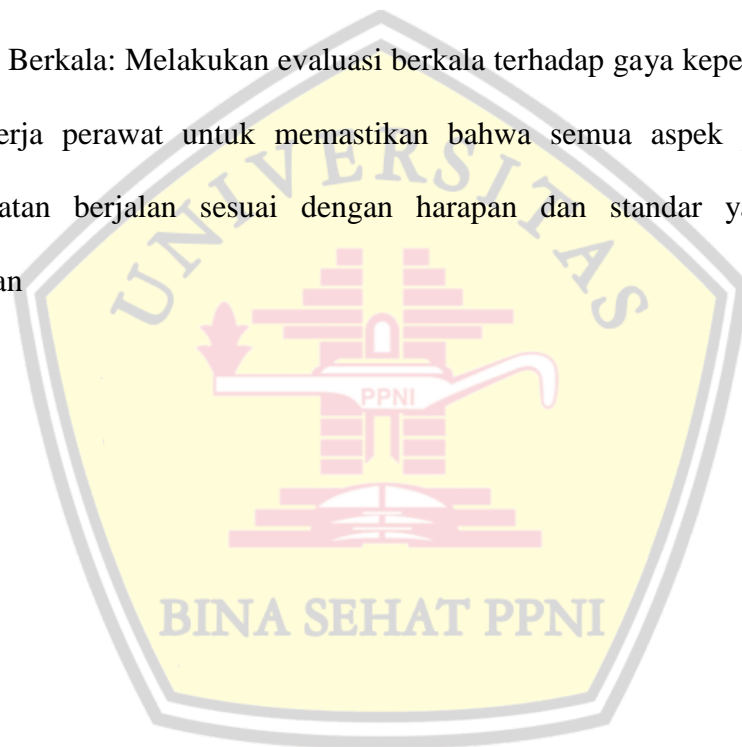 Berkala: Melakukan evaluasi berkala terhadap gaya kepe
erja perawat untuk memastikan bahwa semua aspek
atan berjalan sesuai dengan harapan dan standar ya
an
UNIVERSITAS
PPNI
BINA SEHAT PPNI